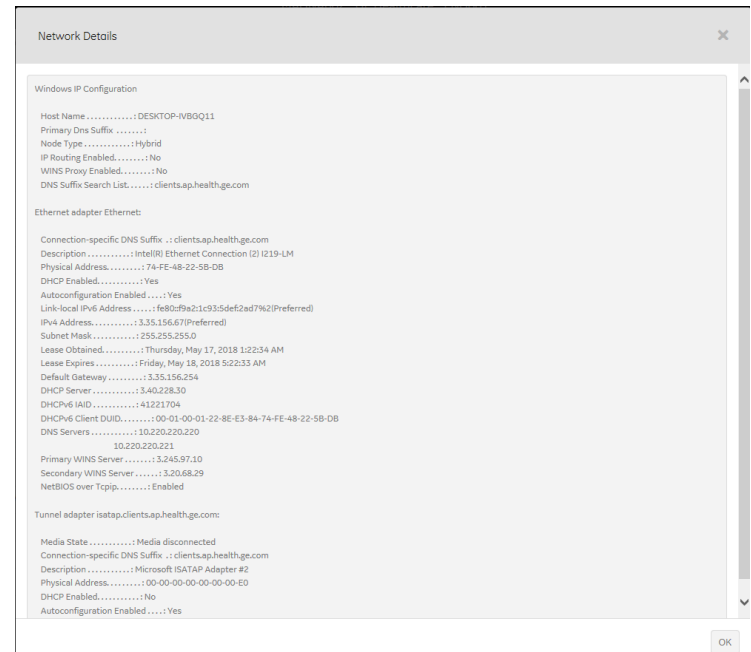 Network Details
Windows IP Configuration
Host Name ............: DESKTOP-IVBGQ11
Primary Dns Suffix .......:
Node Type ............: Hybrid
IP Routing Enabled........: No
WINS Proxy Enabled........: No
DNS Suffix Search List......: clients.ap.health.ge.com
Ethernet adapter Ethernet:
Connection-specific DNS Suffix .: clients.ap.health.ge.com
Description ...........: Intel(R) Ethernet Connection (2) I219-LM
Physical Address.........: 74-FE-48-22-5B-DB
DHCP Enabled...........: Yes
Autoconfiguration Enabled ....: Yes
Link-local IPv6 Address .....: fe80::f9a2:1c93:5def:2ad7%2(Preferred)
IPv4 Address...........: 3.35.156.67(Preferred)
Subnet Mask ...........: 255.255.255.0
Lease Obtained..........: Thursday, May 17, 2018 1:22:34 AM
Lease Expires ..........: Friday, May 18, 2018 5:22:33 AM
Default Gateway .........: 3.35.156.254
DHCP Server ...........: 3.40.228.30
DHCPv6 IAID ...........: 41221704
DHCPv6 Client DUID........: 00-01-00-01-22-8E-E3-84-74-FE-48-22-5B-DB
DNS Servers ...........: 10.220.220.220
10.220.220.221
Primary WINS Server .......: 3.245.97.10
Secondary WINS Server ......: 3.20.68.29
NetBIOS over Tcpip........: Enabled
Tunnel adapter isatap.clients.ap.health.ge.com:
Media State ...........: Media disconnected
Connection-specific DNS Suffix .: clients.ap.health.ge.com
Description ...........: Microsoft ISATAP Adapter #2
Physical Address.........: 00-00-00-00-00-00-00-E0
DHCP Enabled...........: No
Autoconfiguration Enabled ....: Yes
OK